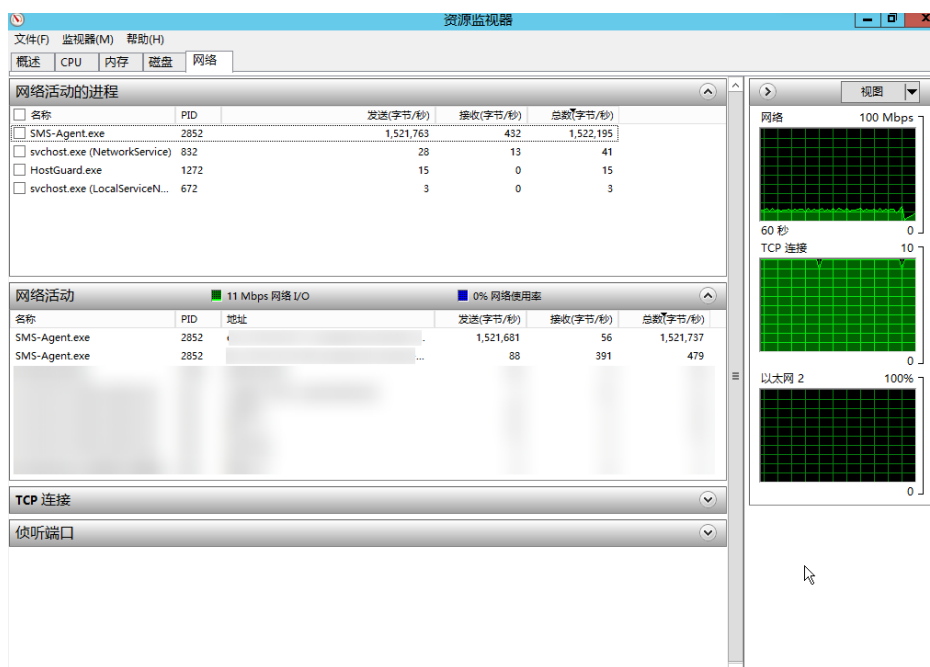 资源监视器
文件(F) 监视器(M) 帮助(H)
概述 CPU 内存 磁盘 网络
网络活动的进程
名称 PID 发送(字节/秒) 接收(字节/秒) 总数(字节/秒)
SMS-Agent.exe 2852 1,521,763 432 1,522,195
svchost.exe (NetworkService) 832 28 13 41
HostGuard.exe 1272 15 0 15
svchost.exe (LocalServiceN... 672 3 0 3
网络活动 11 Mbps 网络 I/O 0% 网络使用率
名称 PID 地址 发送(字节/秒) 接收(字节/秒) 总数(字节/秒)
SMS-Agent.exe 2852 1,521,681 56 1,521,737
SMS-Agent.exe 2852 ... 88 391 479
TCP 连接
侦听端口
视图
网络 100 Mbps
60 秒 0
TCP 连接 10
0
以太网 2 100%
0